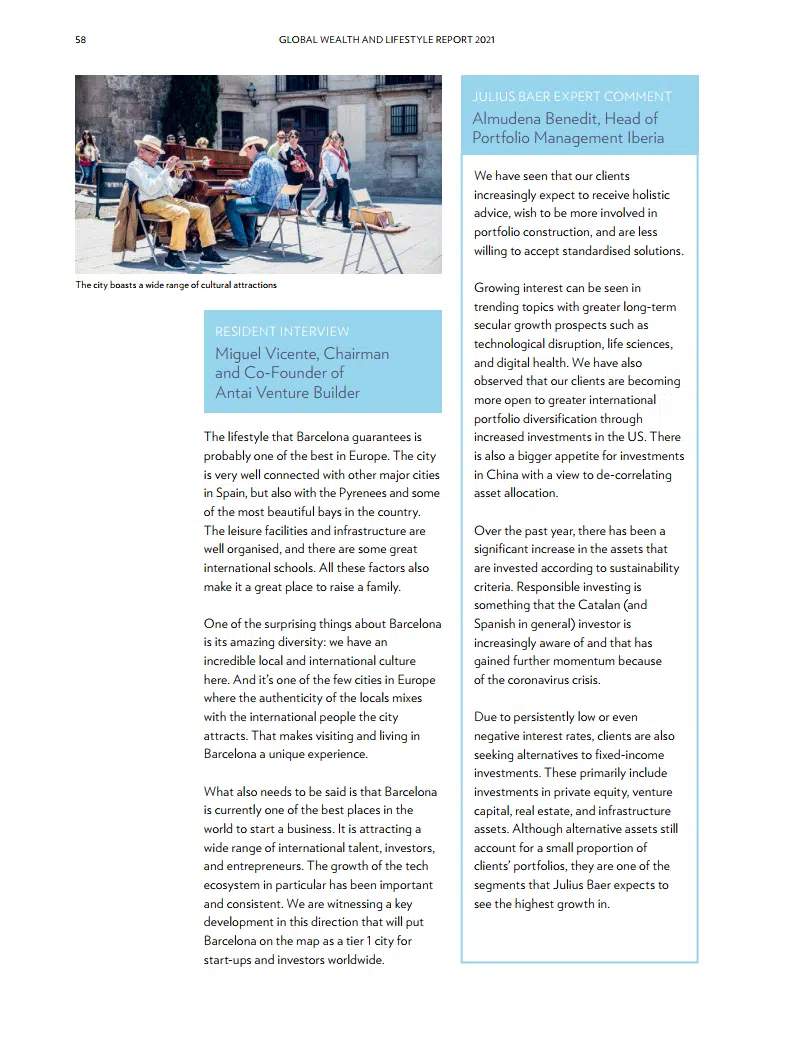 58
GLOBAL WEALTH AND LIFESTYLE REPORT 2021
The city boasts a wide range of cultural attractions
RESIDENT INTERVIEW
Miguel Vicente, Chairman
and Co-Founder of
Antai Venture Builder
The lifestyle that Barcelona guarantees is
probably one of the best in Europe. The city
is very well connected with other major cities
in Spain, but also with the Pyrenees and some
of the most beautiful bays in the country.
The leisure facilities and infrastructure are
well organised, and there are some great
international schools. All these factors also
make it a great place to raise a family.
One of the surprising things about Barcelona
is its amazing diversity: we have an
incredible local and international culture
here. And it's one of the few cities in Europe
where the authenticity of the locals mixes
with the international people the city
attracts. That makes visiting and living in
Barcelona a unique experience.
What also needs to be said is that Barcelona
is currently one of the best places in the
world to start a business. It is attracting a
wide range of international talent, investors,
and entrepreneurs. The growth of the tech
ecosystem in particular has been important
and consistent. We are witnessing a key
development in this direction that will put
Barcelona on the map as a tier 1 city for
start-ups and investors worldwide.
JULIUS BAER EXPERT COMMENT
Almudena Benedit, Head of
Portfolio Management Iberia
We have seen that our clients
increasingly expect to receive holistic
advice, wish to be more involved in
portfolio construction, and are less
willing to accept standardised solutions.
Growing interest can be seen in
trending topics with greater long-term
secular growth prospects such as
technological disruption, life sciences,
and digital health. We have also
observed that our clients are becoming
more open to greater international
portfolio diversification through
increased investments in the US. There
is also a bigger appetite for investments
in China with a view to de-correlating
asset allocation.
Over the past year, there has been a
significant increase in the assets that
are invested according to sustainability
criteria. Responsible investing is
something that the Catalan (and
Spanish in general) investor is
increasingly aware of and that has
gained further momentum because
of the coronavirus crisis.
Due to persistently low or even
negative interest rates, clients are also
seeking alternatives to fixed-income
investments. These primarily include
investments in private equity, venture
capital, real estate, and infrastructure
assets. Although alternative assets still
account for a small proportion of
clients' portfolios, they are one of the
segments that Julius Baer expects to
see the highest growth in.